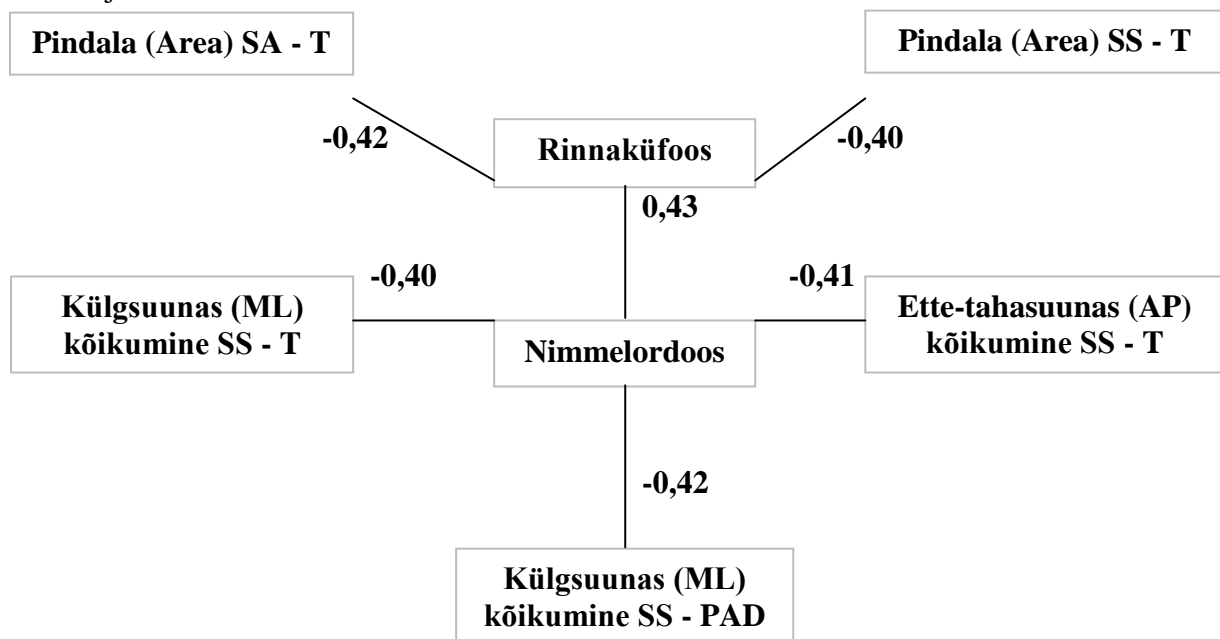 Pindala (Area) SA - T
Pindala (Area) SS - T
-0,42
Rinnaküfoos
-0,40
0,43
-0,40
-0,41
Külgsuunas (ML)
kõikumine SS - T
Nimmelordoos
Ette-tahasuunas (AP)
kõikumine SS - T
-0,42
Külgsuunas (ML)
kõikumine SS - PAD